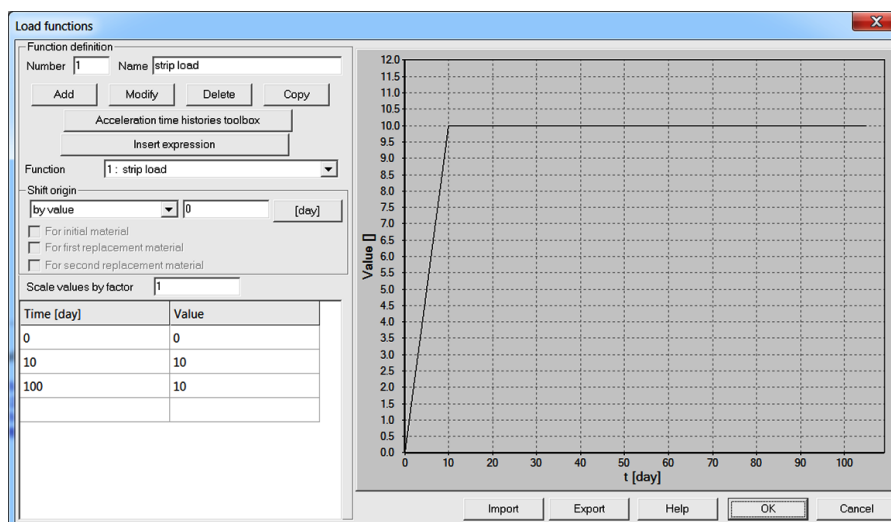 Load functions
Function definition
Number 1 Name strip load
Add Modify Delete Copy
Acceleration time histories toolbox
Insert expression
Function 1 : strip load
Shift origin
by value 0 [day]
For initial material
For first replacement material
For second replacement material
Scale values by factor 1
Time [day] Value
0 0
10 10
100 10
12.0
11.5
11.0
10.5
10.0
9.5
9.0
8.5
8.0
7.5
7.0
6.5
6.0
5.5
5.0
4.5
4.0
3.5
3.0
2.5
2.0
1.5
1.0
0.5
0.0
Value []
0 10 20 30 40 50 60 70 80 90 100
t [day]
Import Export Help OK Cancel